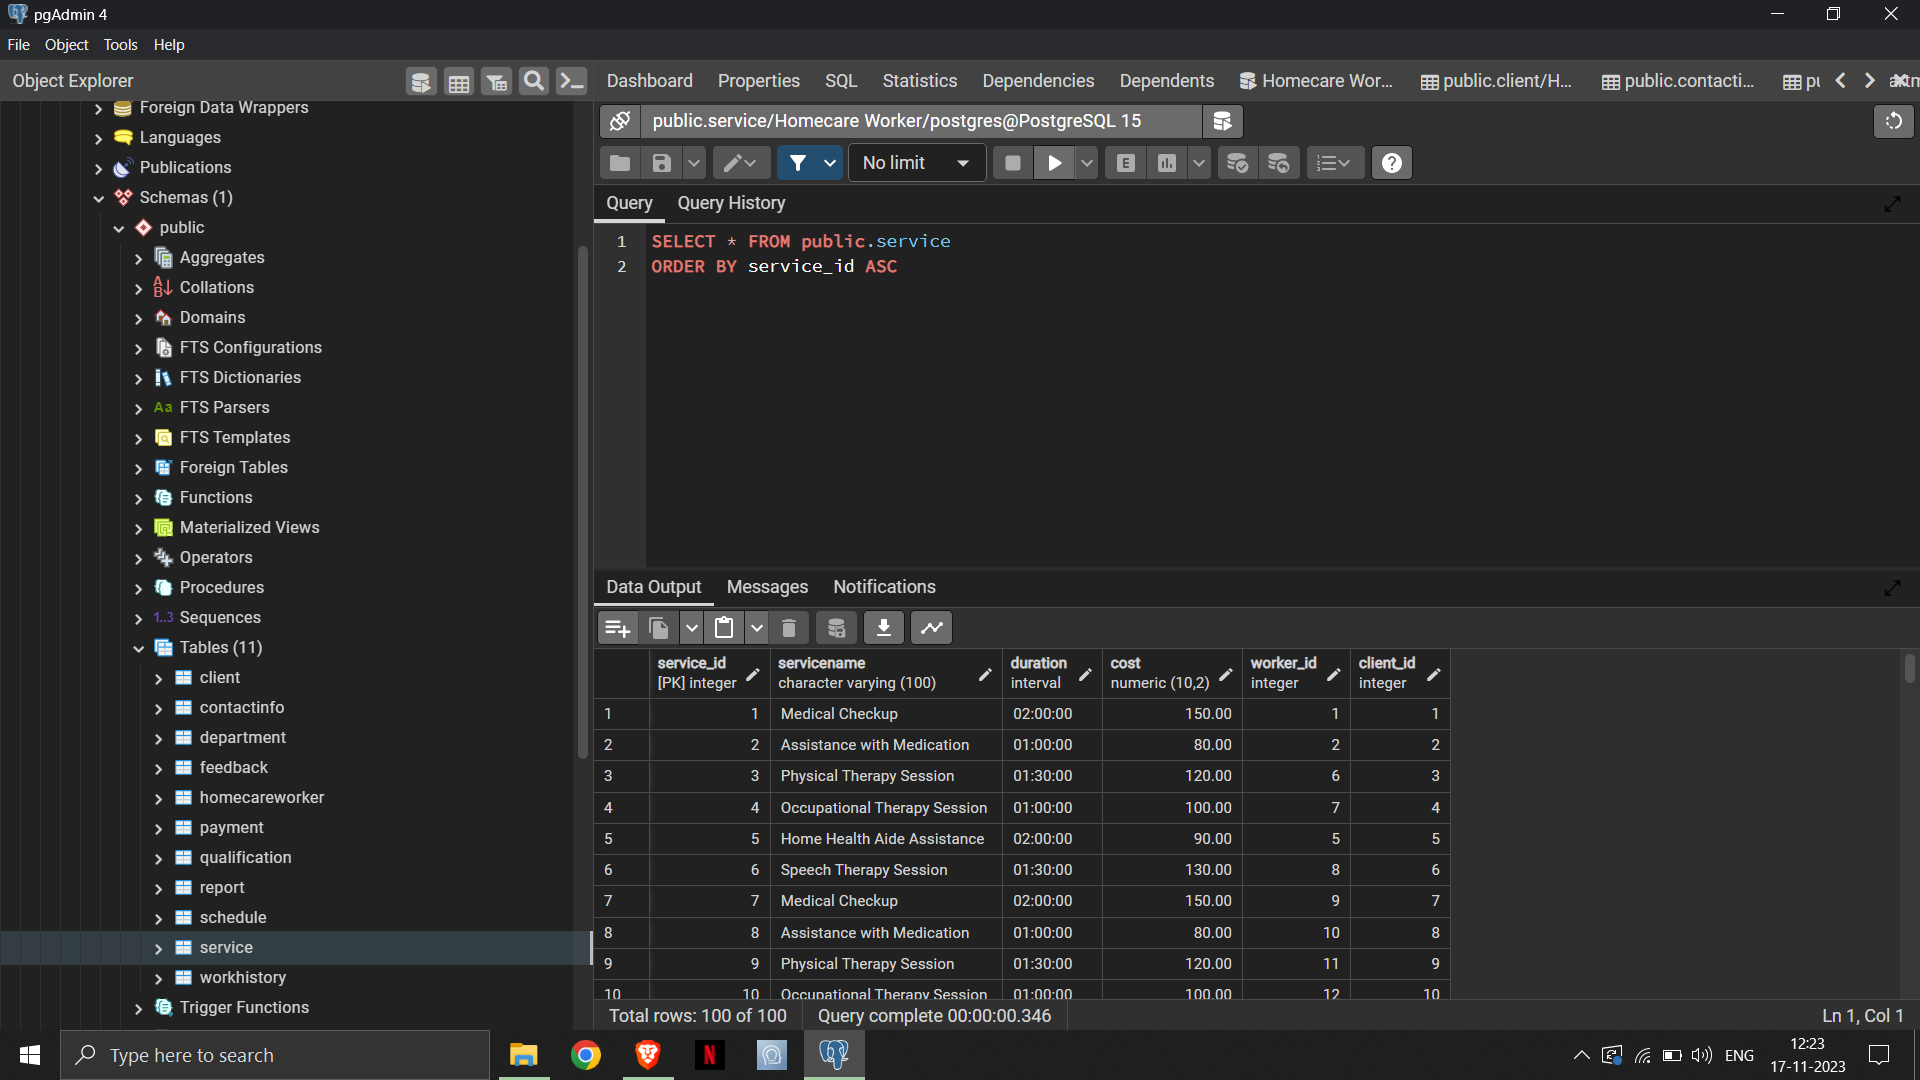 pgAdmin 4
File Object Tools Help
Object Explorer
Dashboard Properties SQL Statistics Dependencies Dependents Homecare Wor... public.client/H... public.contacti...
Foreign Data Wrappers
Languages
Publications
Schemas (1)
public
Aggregates
Collations
Domains
FTS Configurations
FTS Dictionaries
Aa FTS Parsers
FTS Templates
Foreign Tables
Functions
Materialized Views
Operators
Procedures
1..3 Sequences
Tables (11)
client
contactinfo
department
feedback
homecareworker
payment
qualification
report
schedule
service
workhistory
Trigger Functions
public.service/Homecare Worker/postgres@PostgreSQL 15
No limit E
Query Query History
1 SELECT * FROM public.service
2 ORDER BY service_id ASC
Data Output Messages Notifications
service_id servicename duration cost worker_id client_id
[PK] integer character varying (100) interval numeric (10,2) integer integer
1 1 Medical Checkup 02:00:00 150.00 1 1
2 2 Assistance with Medication 01:00:00 80.00 2 2
3 3 Physical Therapy Session 01:30:00 120.00 6 3
4 4 Occupational Therapy Session 01:00:00 100.00 7 4
5 5 Home Health Aide Assistance 02:00:00 90.00 5 5
6 6 Speech Therapy Session 01:30:00 130.00 8 6
7 7 Medical Checkup 02:00:00 150.00 9 7
8 8 Assistance with Medication 01:00:00 80.00 10 8
9 9 Physical Therapy Session 01:30:00 120.00 11 9
10 10 Occupational Therapy Session 01:00:00 100.00 12 10
Total rows: 100 of 100 Query complete 00:00:00.346 Ln 1, Col 1
Type here to search
N
ENG
12:23
17-11-2023